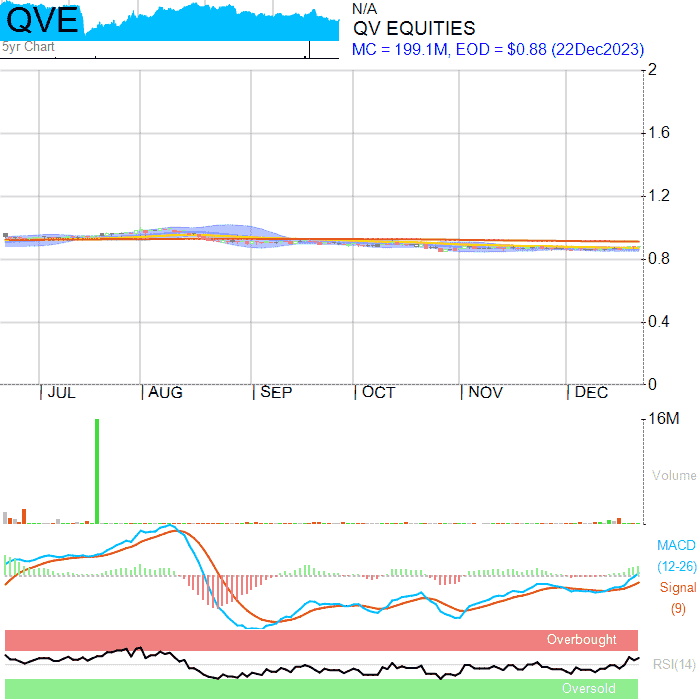 QVE
5yr Chart
N/A
QV EQUITIES
MC = 199.1M, EOD = $0.88 (22Dec2023)
2
1.6
1.2
0.8
0.4
0
JUL AUG SEP OCT NOV DEC
16M
Volume
MACD
(12-26)
Signal
(9)
Overbought
RSI(14)
Oversold